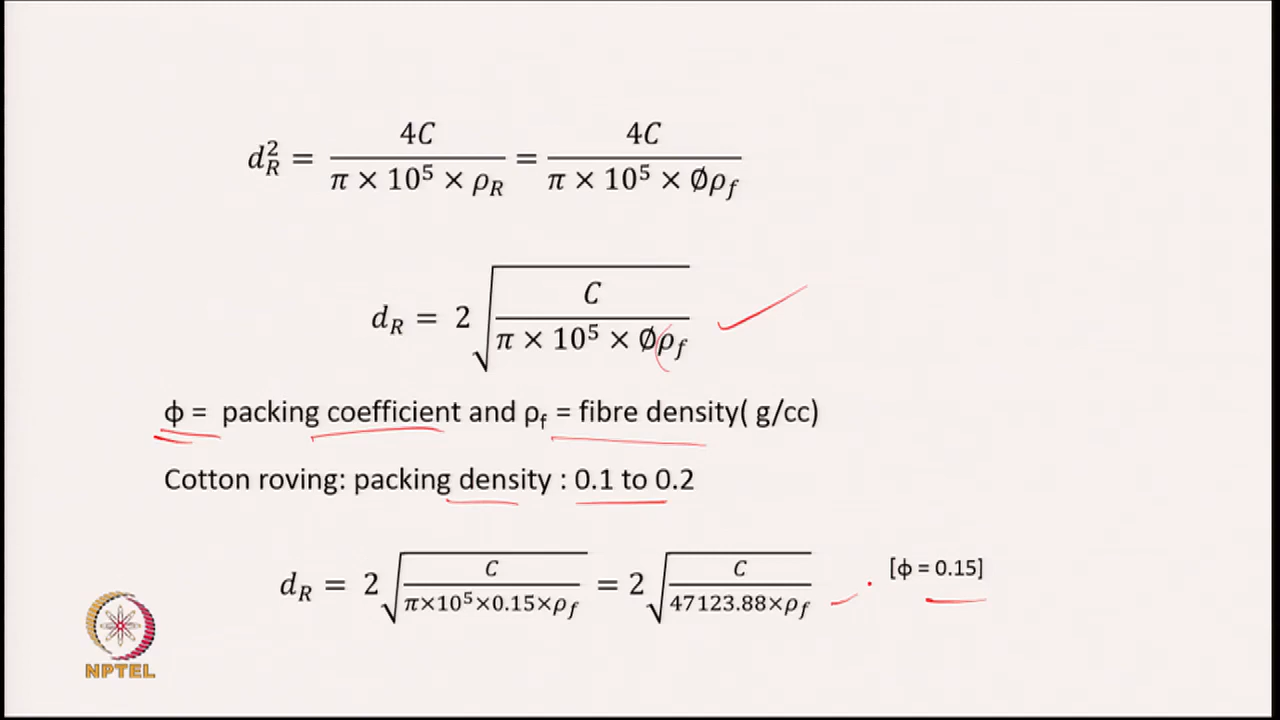 d_R^2 = 4C / (π × 10^5 × ρ_R) = 4C / (π × 10^5 × Øρ_f)
d_R = 2 √(C / (π × 10^5 × Øρ_f))
ϕ = packing coefficient and ρ_f = fibre density( g/cc)
Cotton roving: packing density : 0.1 to 0.2
d_R = 2 √(C / (π×10^5×0.15×ρ_f)) = 2 √(C / (47123.88×ρ_f)) [ϕ = 0.15]
NPTEL